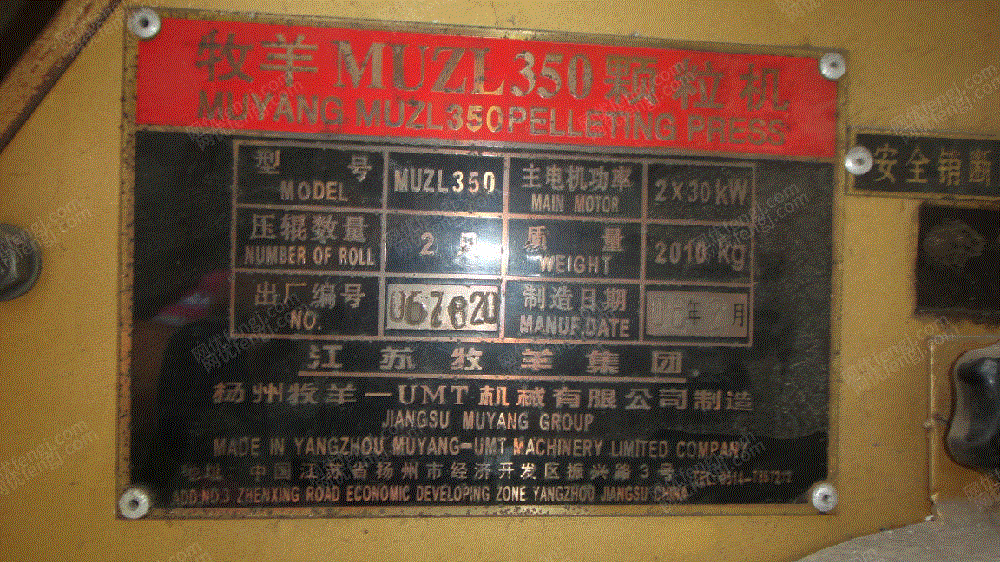 牧羊 MUZL350 颗粒机
MUYANG MUZL350 PELLETING PRESS
型号 MODEL MUZL350 主电机功率 MAIN MOTOR 2×30kW
压辊数量 NUMBER OF ROLL 2 质量 WEIGHT 2010 kg
出厂编号 NO. 067820 制造日期 MANUF.DATE 年 月
江苏牧羊集团
扬州牧羊—UMT机械有限公司制造
JIANGSU MUYANG GROUP
MADE IN YANGZHOU MUYANG-UMT MACHINERY LIMITED COMPANY
地址 中国江苏省扬州市经济开发区振兴路3号
ADD:NO.3 ZHENXING ROAD ECONOMIC DEVELOPING ZONE YANGZHOU JIANGSU CHINA
安全销断